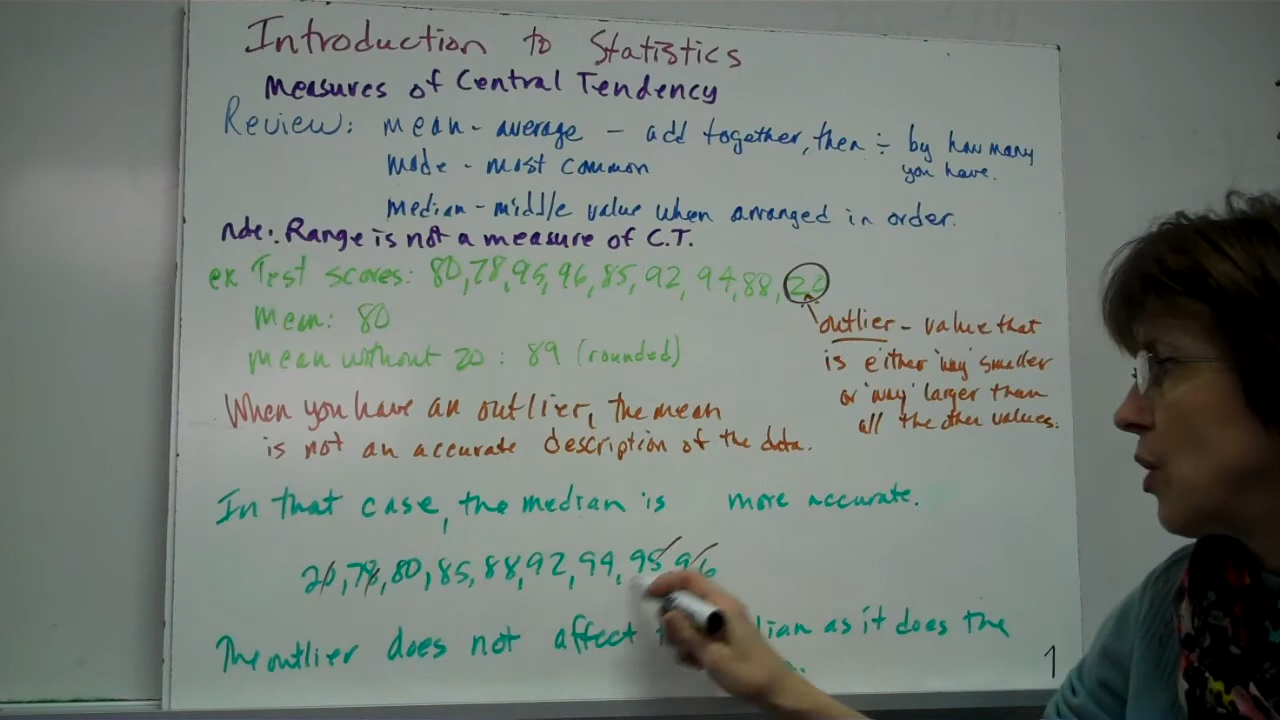 Introduction to Statistics
Measures of Central Tendency
Review: mean - average - add together, then ÷ by how many
you have.
mode - most common
median - middle value when arranged in order.
note: Range is not a measure of C.T.
ex Test scores: 80, 78, 95, 96, 85, 92, 94, 88, 20
mean: 80
outlier - value that
mean without 20 : 89 (rounded)
is either 'way' smaller
or 'way' larger than
all the other values.
When you have an outlier, the mean
is not an accurate description of the data.
In that case, the median is more accurate.
20, 78, 80, 85, 88, 92, 94, 95, 96
The outlier does not affect as it does the
1